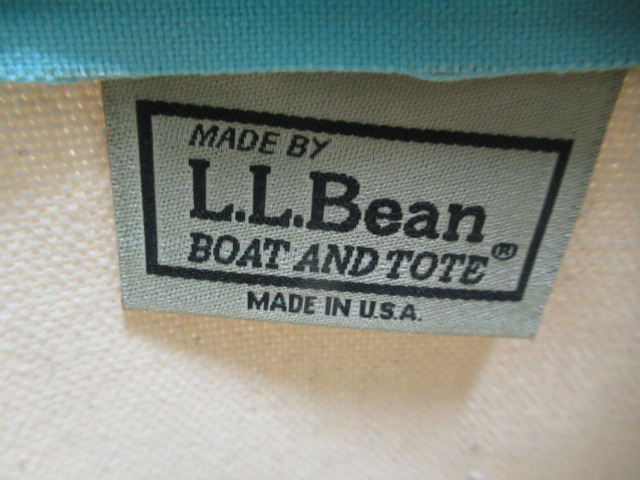 MADE BY
L.L.Bean
BOAT AND TOTE®
MADE IN U.S.A.